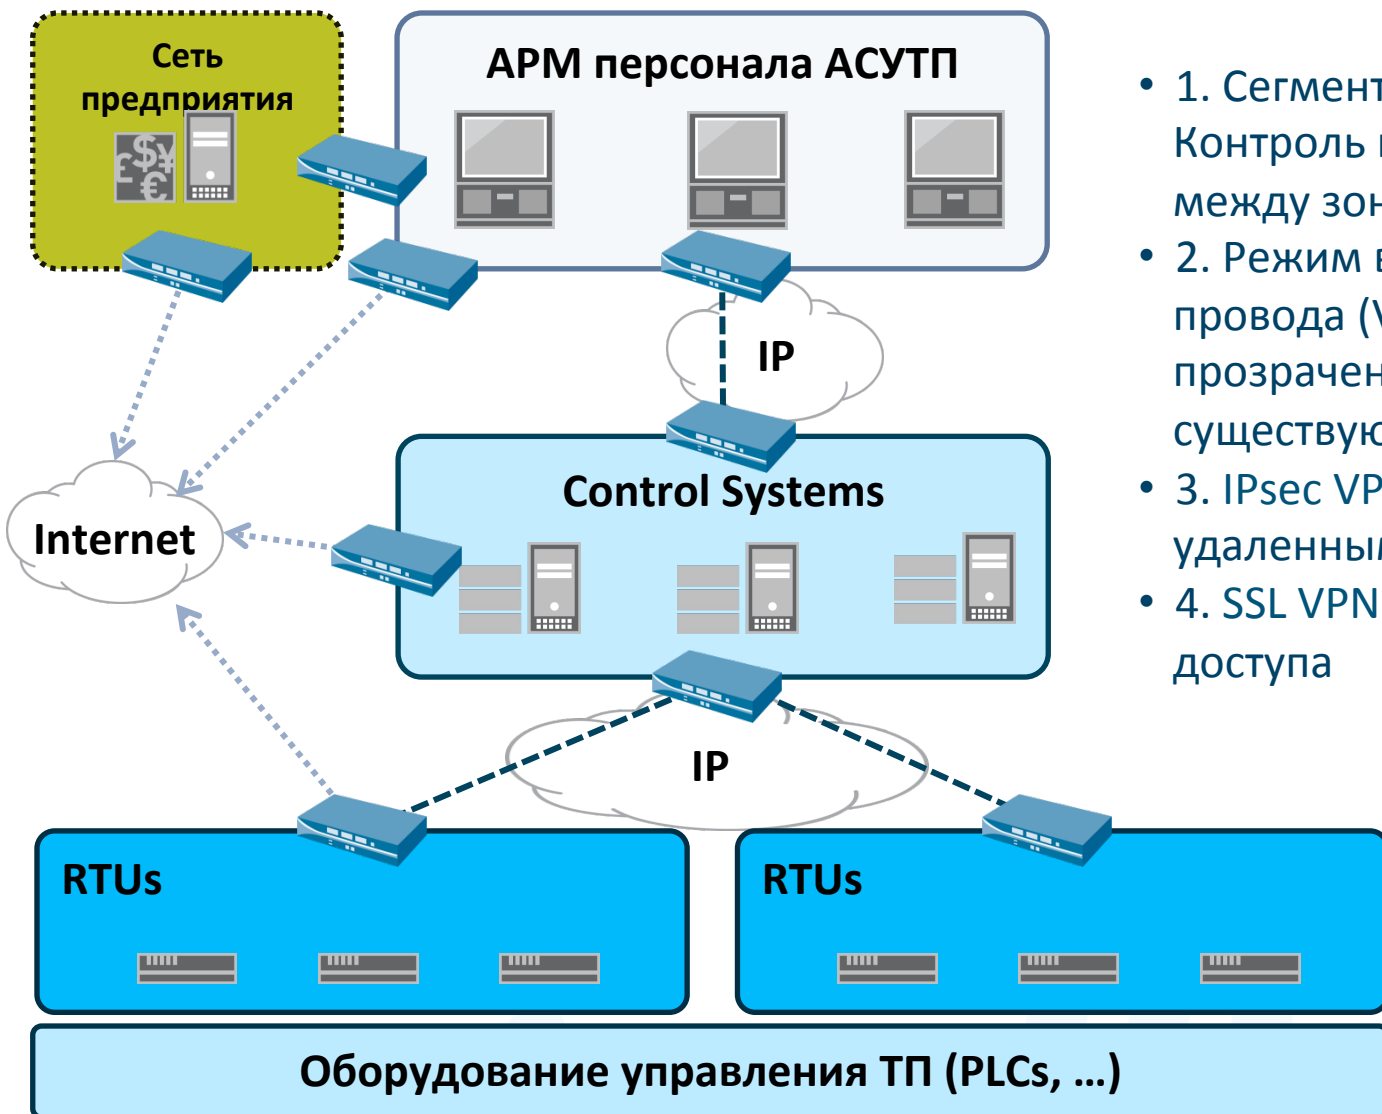 Сеть
предприятия
АРМ персонала АСУТП
IP
Control Systems
Internet
IP
RTUs
RTUs
Оборудование управления ТП (PLCs, ...)
• 1. Сегмент
Контроль
между зон
• 2. Режим
провода (V
прозрачен
существую
• 3. IPsec VP
удаленным
• 4. SSL VPN
доступа